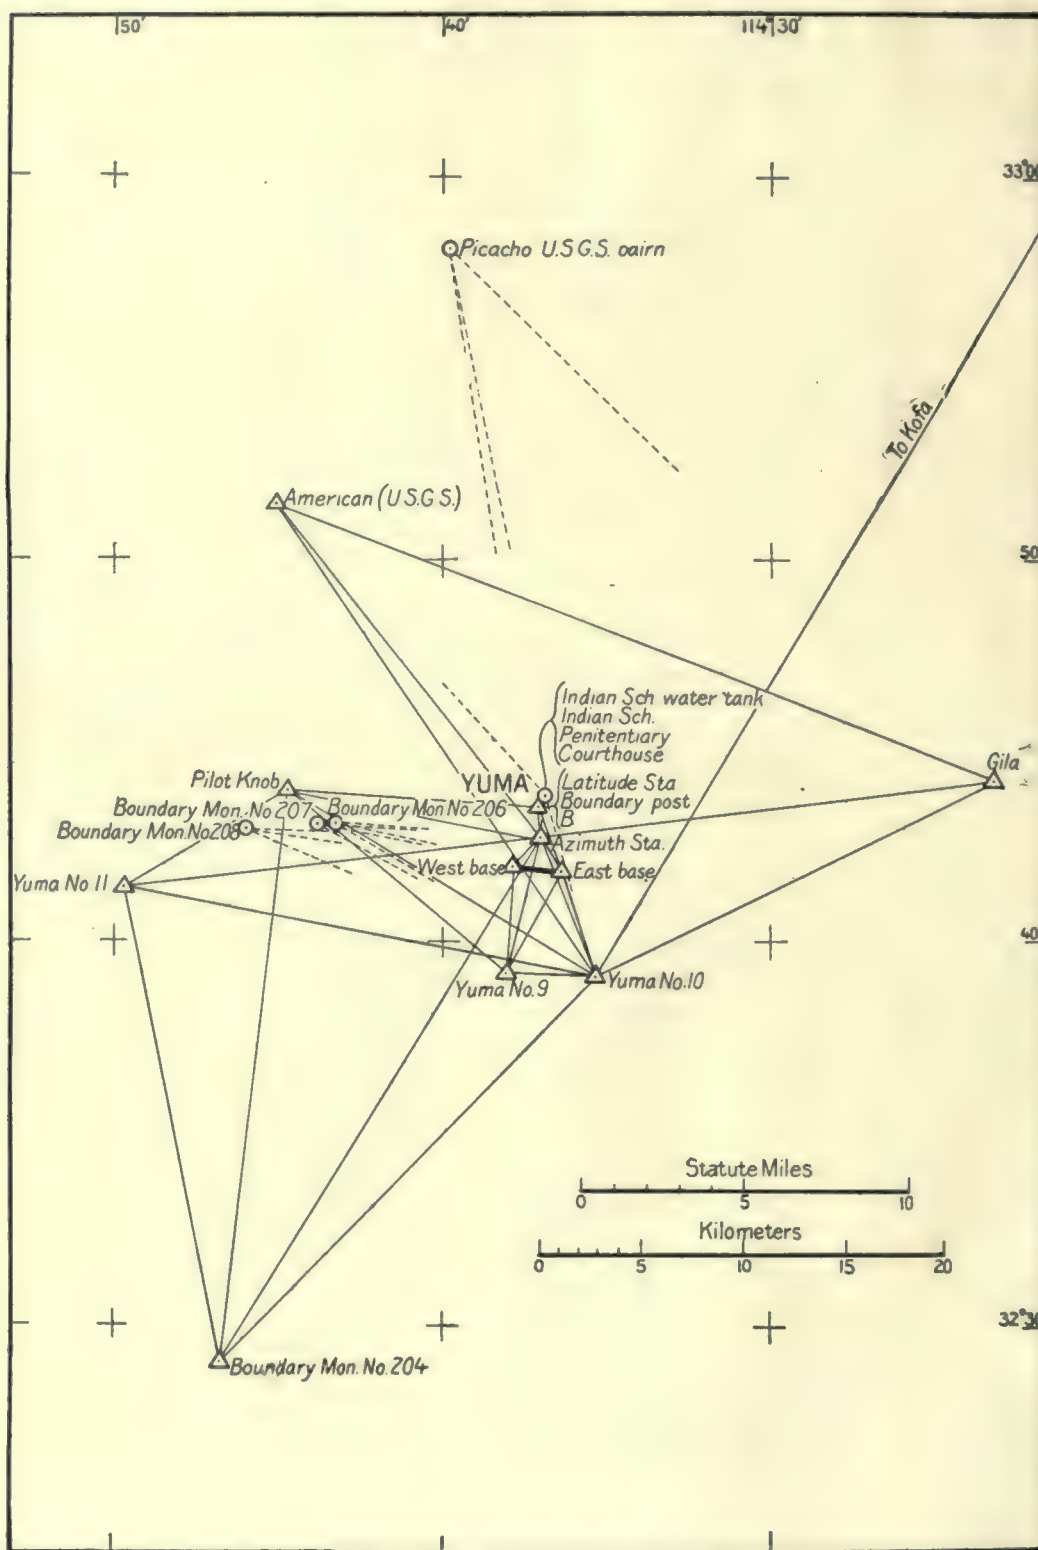 50' 40' 114°30'
33°00
Picacho U.S.G.S. cairn
To Kofa
American (U.S.G.S.)
50
Indian Sch water tank
Indian Sch.
Penitentiary
Courthouse
Gila
Pilot Knob
YUMA
Latitude Sta
Boundary Mon. No 207
Boundary Mon No 206
Boundary post
B
Boundary Mon. No 208
Azimuth Sta.
West base
East base
Yuma No 11
40
Yuma No. 9
Yuma No. 10
Statute Miles
0 5 10
Kilometers
0 5 10 15 20
32°30
Boundary Mon. No. 204